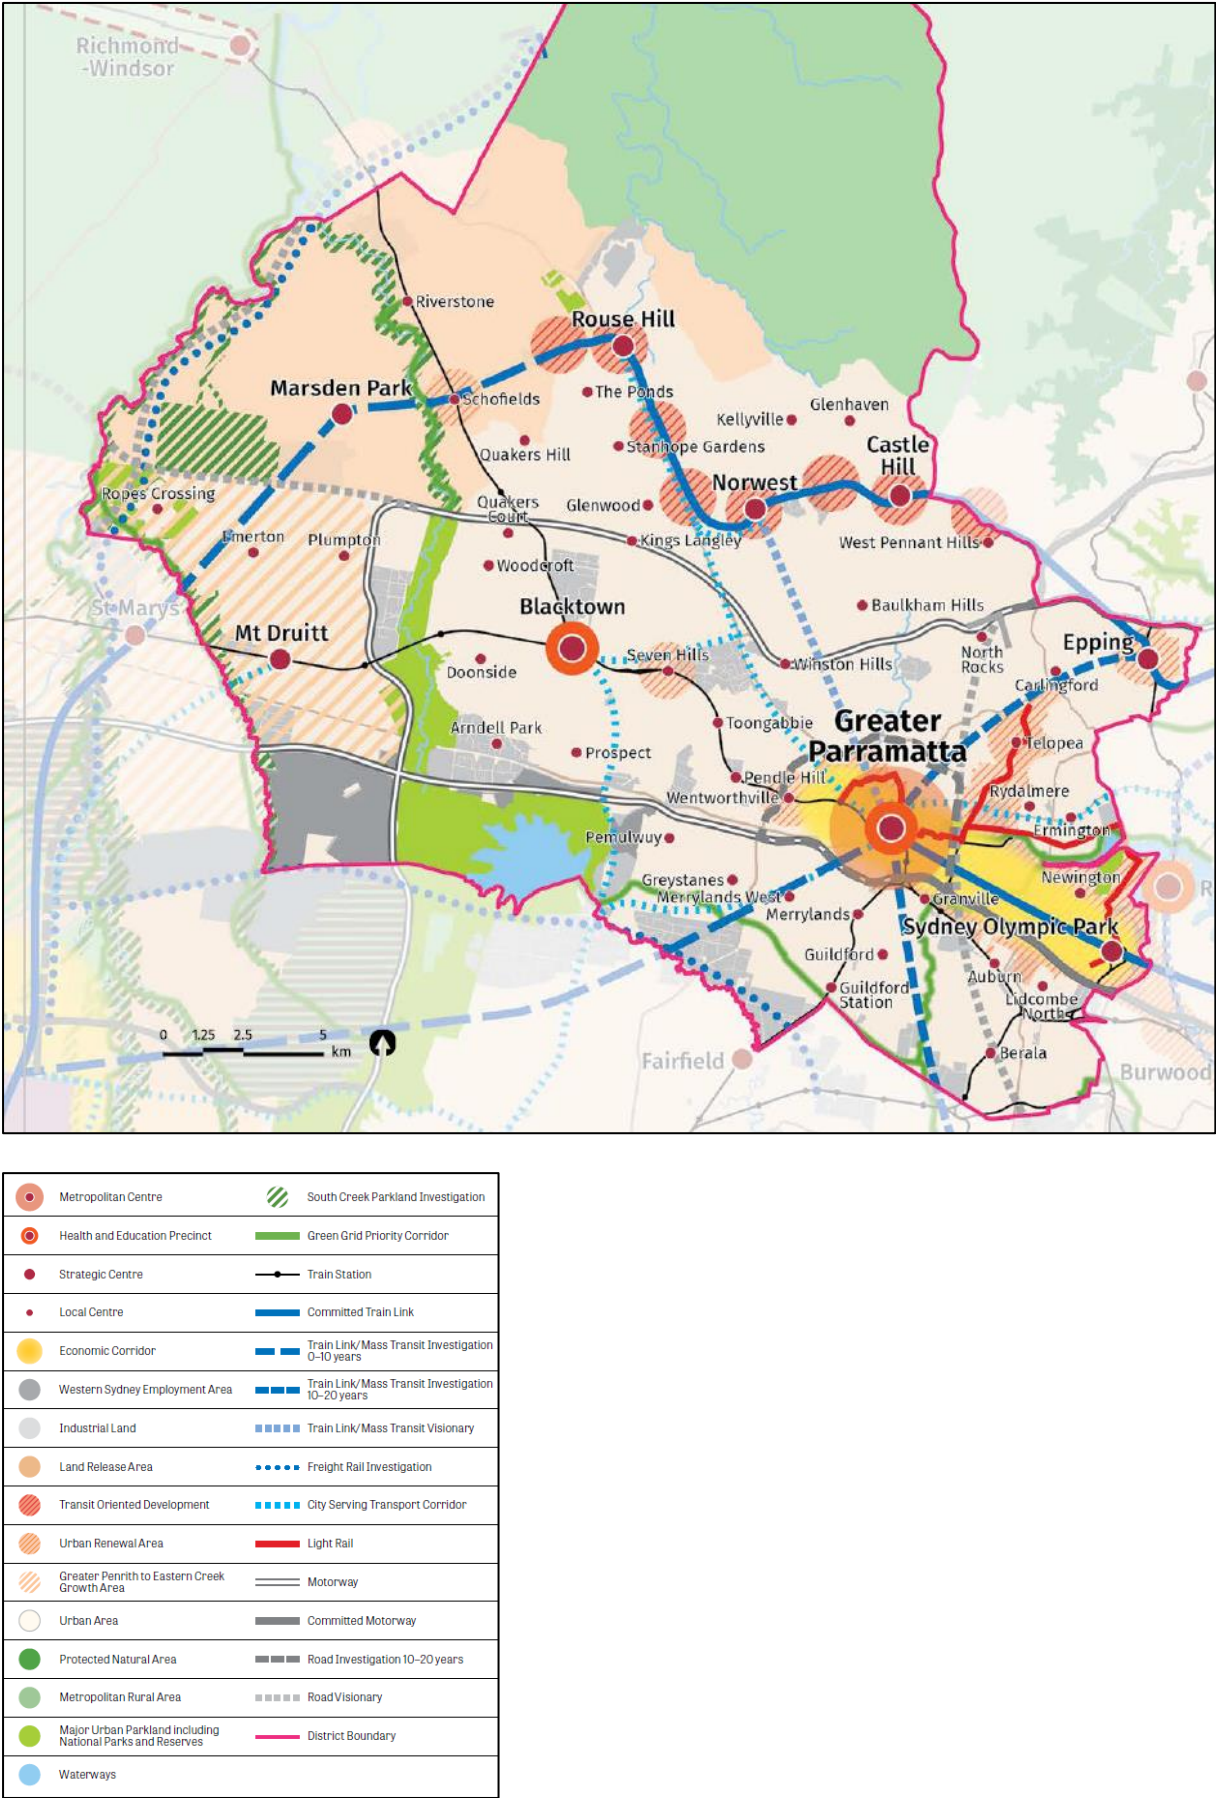 Richmond
-Windsor
Riverstone
Rouse Hill
Marsden Park
Schofields
The Ponds
Kellyville
Glenhaven
Quakers Hill
Stanhope Gardens
Castle
Hill
Norwest
Ropes Crossing
Quakers
Court
Glenwood
Emerton
Plumpton
Kings Langley
West Pennant Hills
Woodcroft
St Marys
Blacktown
Baulkham Hills
Mt Druitt
Epping
Doonside
Seven Hills
Winston Hills
North
Rocks
Carlingford
Arndell Park
Prospect
Toongabbie
Greater
Parramatta
Telopea
Pendle Hill
Wentworthville
Rydalmere
Ermington
Pemulwuy
Greystanes
Merrylands West
Merrylands
Newington
R
Granville
Sydney Olympic Park
Guildford
Auburn
Guildford
Station
Lidcombe
North
0 1.25 2.5 5
km
Fairfield
Berala
Burwood
Metropolitan Centre
South Creek Parkland Investigation
Health and Education Precinct
Green Grid Priority Corridor
Strategic Centre
Train Station
Local Centre
Committed Train Link
Economic Corridor
Train Link/Mass Transit Investigation
0–10 years
Western Sydney Employment Area
Train Link/Mass Transit Investigation
10–20 years
Industrial Land
Train Link/Mass Transit Visionary
Land Release Area
Freight Rail Investigation
Transit Oriented Development
City Serving Transport Corridor
Urban Renewal Area
Light Rail
Greater Penrith to Eastern Creek
Growth Area
Motorway
Urban Area
Committed Motorway
Protected Natural Area
Road Investigation 10–20 years
Metropolitan Rural Area
Road Visionary
Major Urban Parkland including
National Parks and Reserves
District Boundary
Waterways